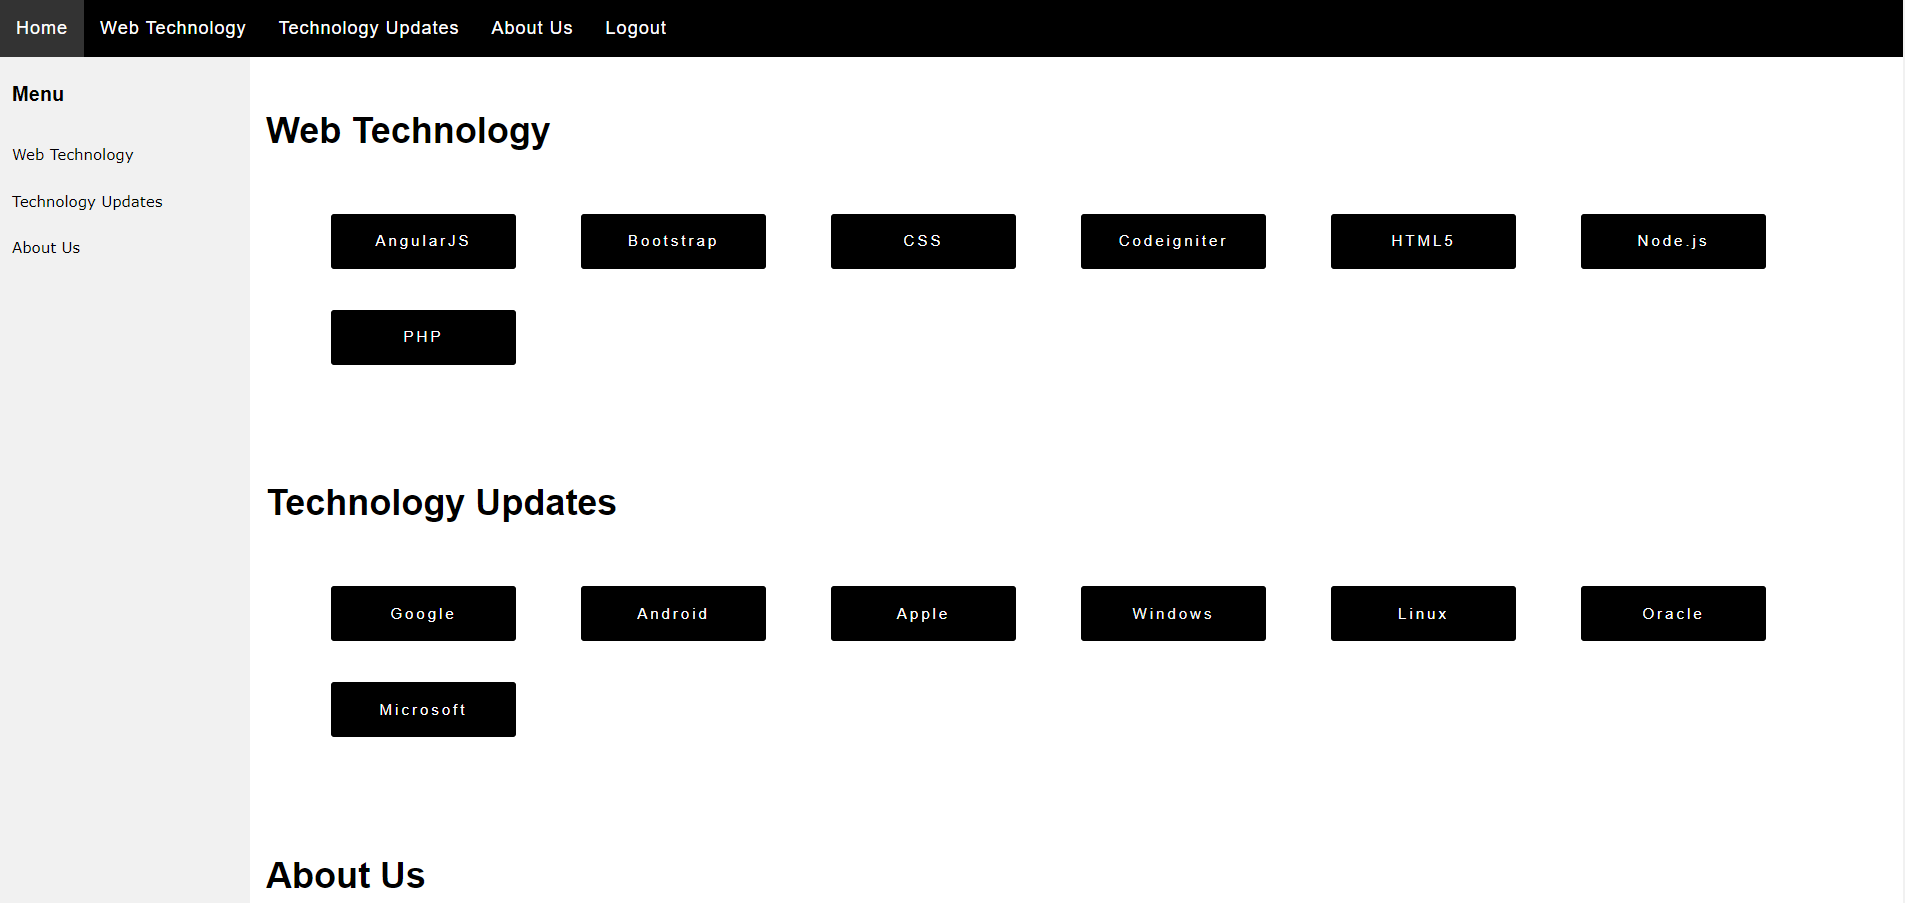 Home Web Technology Technology Updates About Us Logout
Menu
Web Technology
Technology Updates
About Us
Web Technology
AngularJS Bootstrap CSS Codeigniter HTML5 Node.js
PHP
Technology Updates
Google Android Apple Windows Linux Oracle
Microsoft
About Us